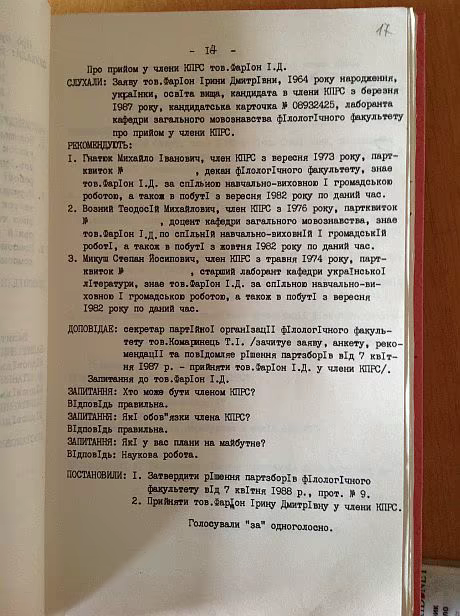 17
- 14 -
Про прийом у члени КПРС тов.Фаріон І.Д.
СЛУХАЛИ: Заяву тов.Фаріон Ірини Дмитрівни, 1964 року народження,
українки, освіта вища, кандидата в члени КПРС з березня
1987 року, кандидатська карточка № 08932425, лаборанта
кафедри загального мовознавства філологічного факультету
про прийом у члени КПРС.
РЕКОМЕНДУЮТЬ:
1. Гнатюк Михайло Іванович, член КПРС з вересня 1973 року, парт-
квиток № , декан філологічного факультету, знає
тов.Фаріон І.Д. за спільною навчально-виховною і громадською
роботою, а також в побуті з вересня 1982 року по даний час.
2. Возний Теодосій Михайлович, член КПРС з 1976 року, партквиток
№ , доцент кафедри загального мовознавства, знає
тов.Фаріон І.Д.по спільній навчально-виховній і громадській
роботі, а також в побуті з жовтня 1982 року по даний час.
3. Микуш Степан Йосипович, член КПРС з травня 1974 року, парт-
квиток № , старший лаборант кафедри української
літератури, знає тов.Фаріон І.Д. за спільною навчально-ви-
ховною і громадською роботою, а також в побуті з вересня
1982 року по даний час.
ДОПОВІДАЄ: секретар партійної організації філологічного факуль-
тету тов.Комаринець Т.І. /зачитує заяву, анкету, реко-
мендації та повідомляє рішення партзборів від 7 квіт-
ня 1987 р. - прийняти тов.Фаріон І.Д. у члени КПРС/.
Запитання до тов.Фаріон І.Д.
ЗАПИТАННЯ: Хто може бути членом КПРС?
Відповідь правильна.
ЗАПИТАННЯ: Які обов"язки члена КПРС?
Відповідь правильна.
ЗАПИТАННЯ: Які у вас плани на майбутнє?
Відповідь: Наукова робота.
ПОСТАНОВИЛИ: 1. Затвердити рішення партзборів філологічного
факультету від 7 квітня 1988 р., прот. № 9.
2. Прийняти тов.Фаріон Ірину Дмитрівну у члени КПРС.
Голосували "за" одноголосно.